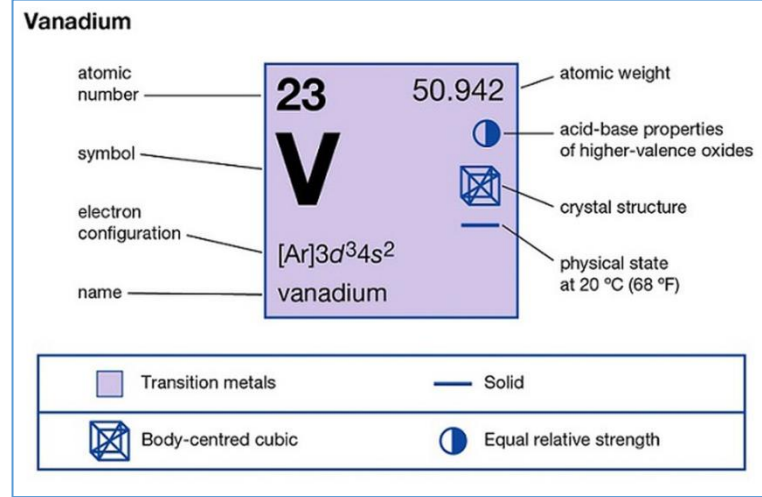 Vanadium
atomic
number
23
50.942
atomic weight
symbol
V
acid-base properties
of higher-valence oxides
crystal structure
electron
configuration
[Ar]3d³4s²
physical state
at 20 ºC (68 ºF)
name
vanadium
Transition metals
Solid
Body-centred cubic
Equal relative strength